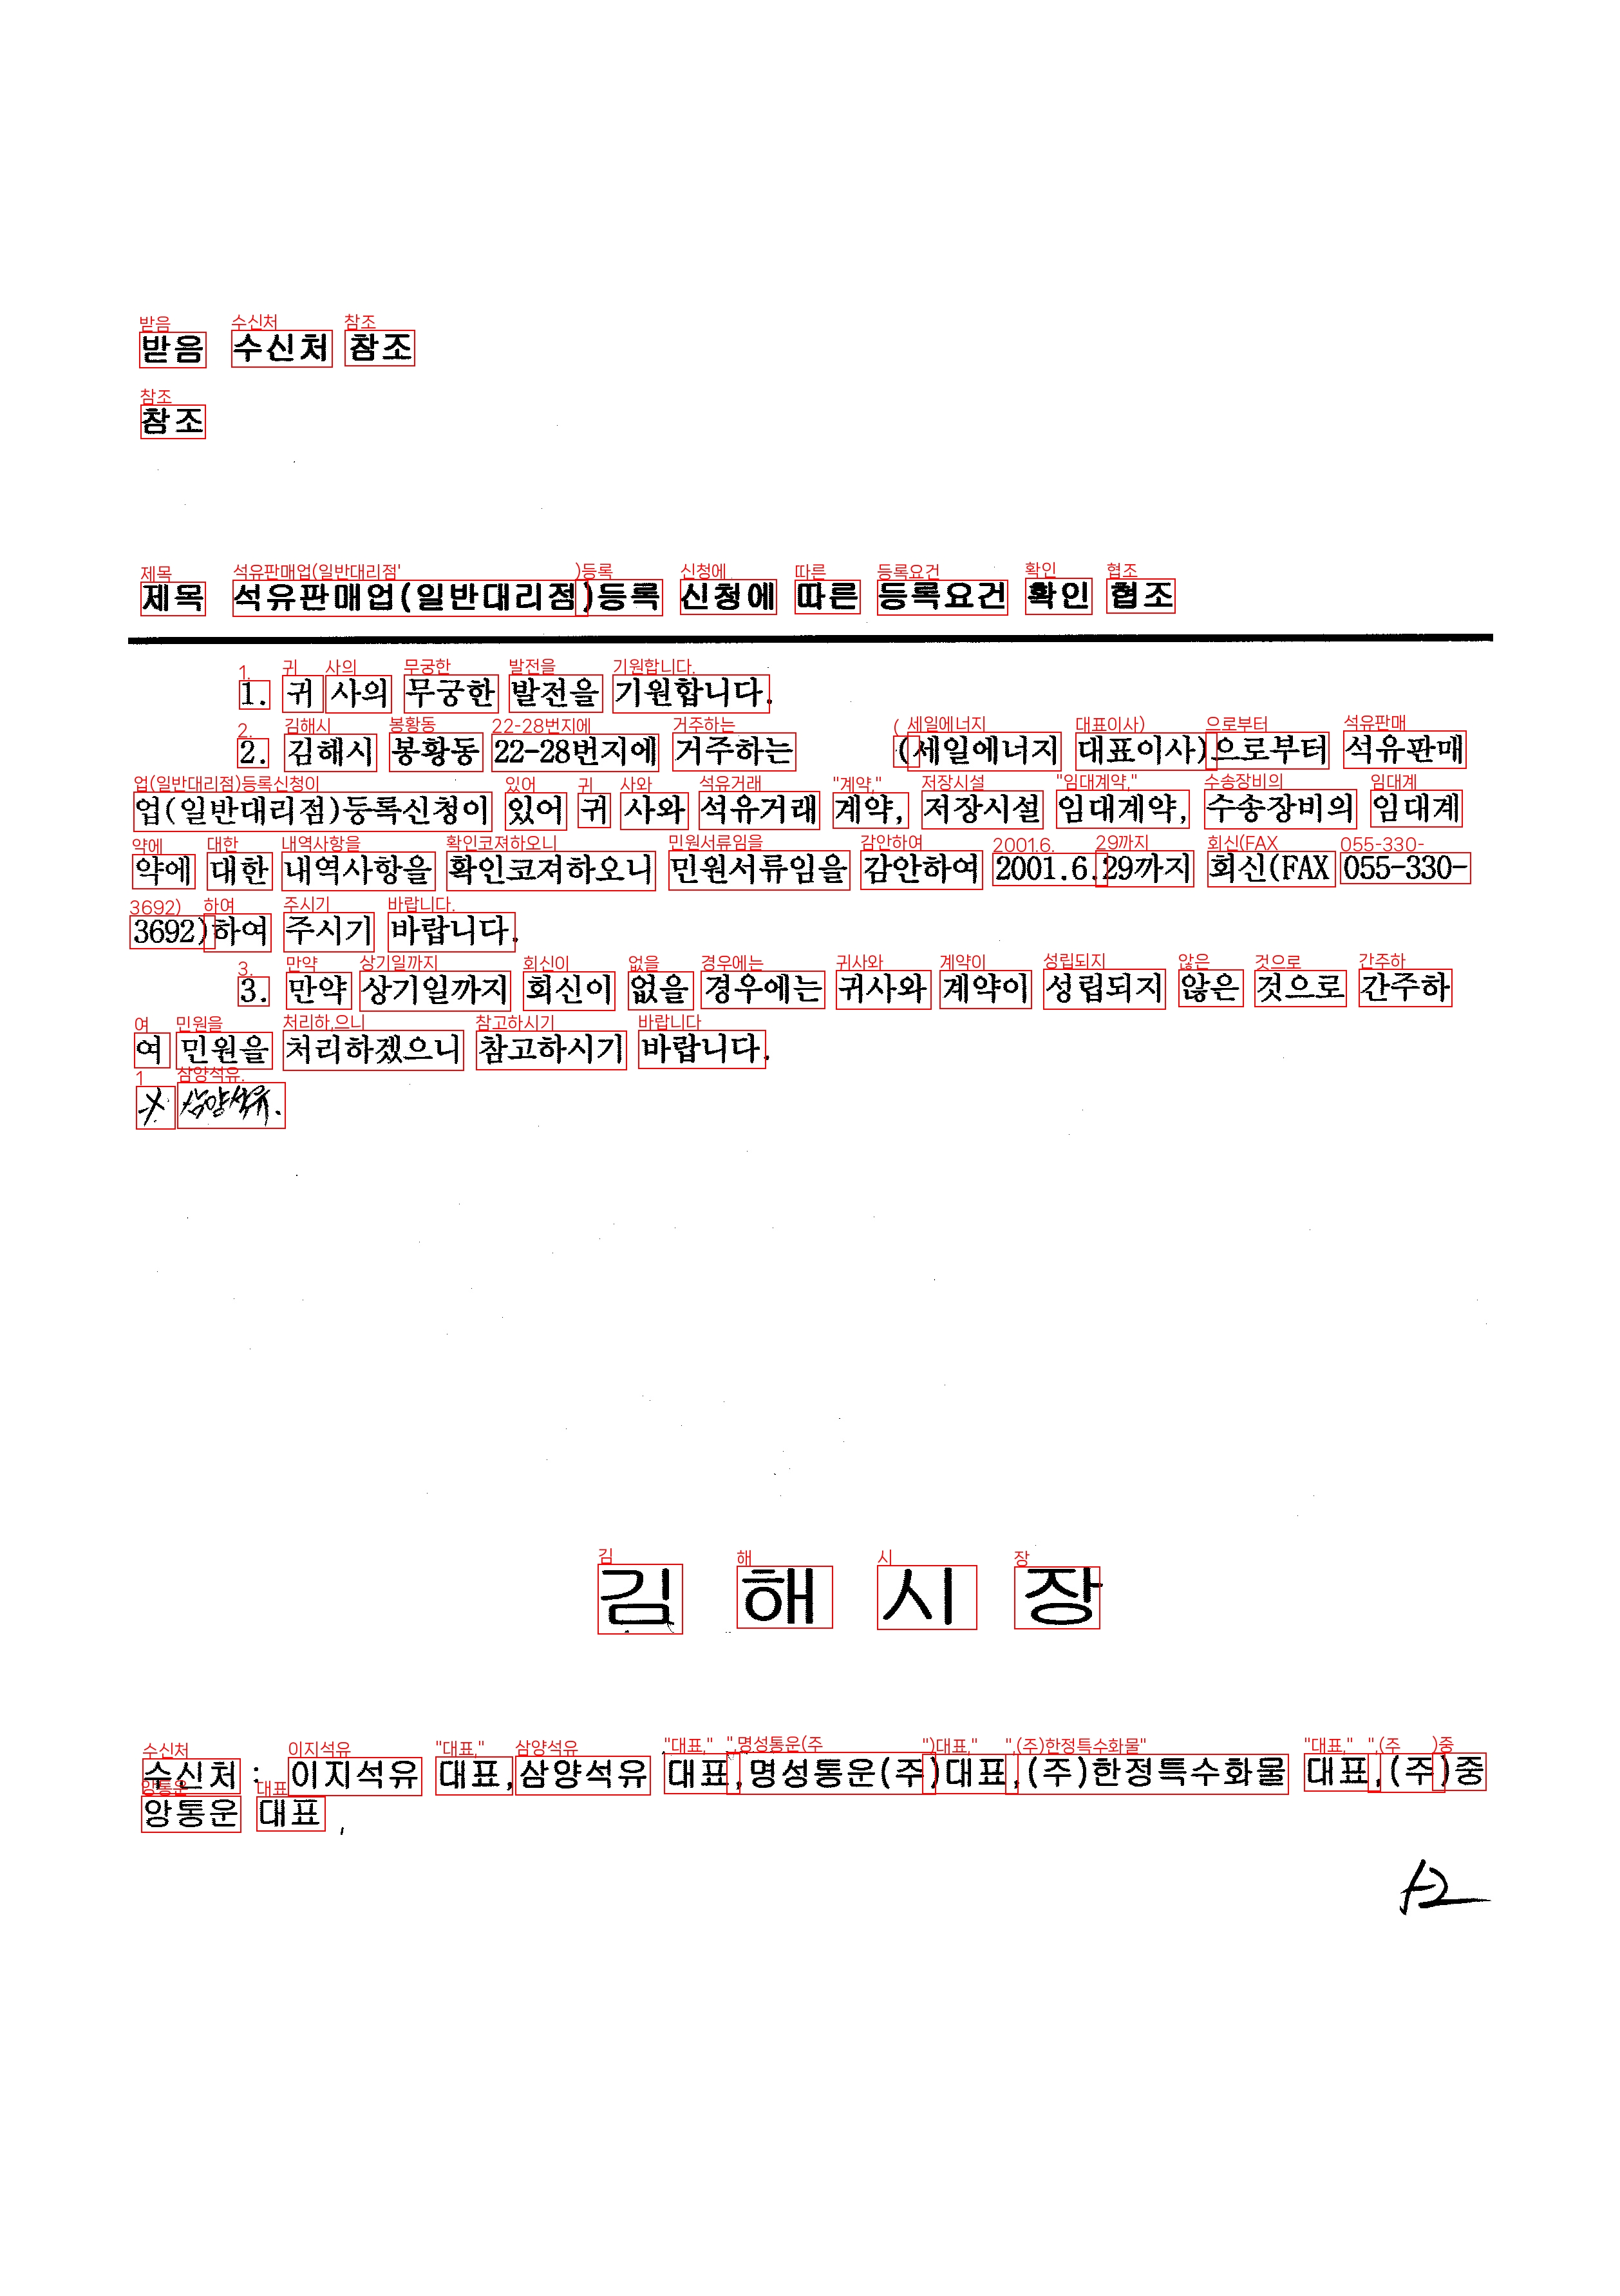 받음 수신처 참조
참조
제목 석유판매업(일반대리점)등록 신청에 따른 등록요건 확인 협조
1. 귀 사의 무궁한 발전을 기원합니다.
2. 김해시 봉황동 22-28번지에 거주하는 (세일에너지 대표이사)으로부터 석유판매
업(일반대리점)등록신청이 있어 귀 사와 석유거래 계약, 저장시설 임대계약, 수송장비의 임대계
약에 대한 내역사항을 확인코져하오니 민원서류임을 감안하여 2001.6.29까지 회신(FAX 055-330-
3692)하여 주시기 바랍니다.
3. 만약 상기일까지 회신이 없을 경우에는 귀사와 계약이 성립되지 않은 것으로 간주하
여 민원을 처리하겠으니 참고하시기 바랍니다.
삼양석유.
김 해 시 장
수신처 : 이지석유 대표,삼양석유 대표,명성통운(주)대표,(주)한정특수화물 대표,(주)중
앙통운 대표,